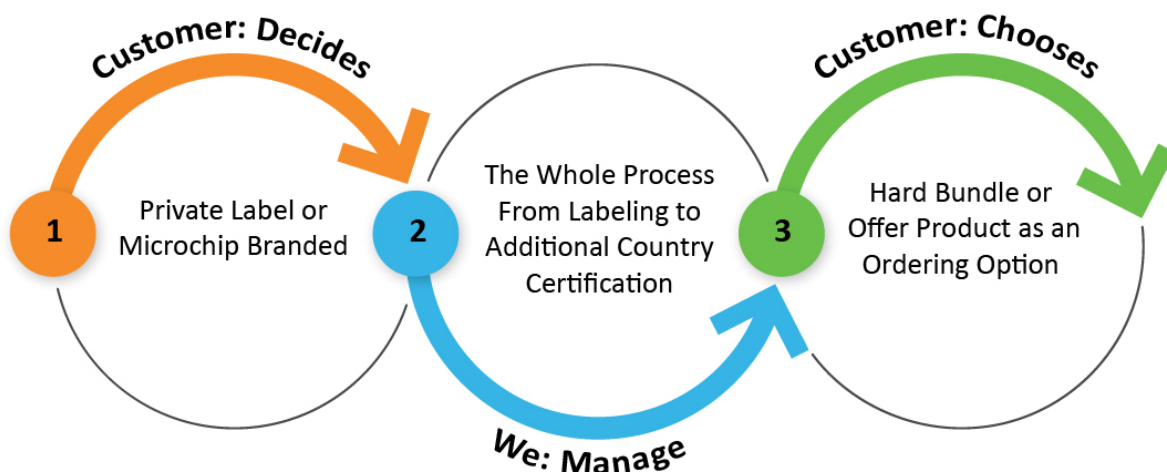 Customer: Decides
1
Private Label or
Microchip Branded
2
The Whole Process
From Labeling to
Additional Country
Certification
We: Manage
Customer: Chooses
3
Hard Bundle or
Offer Product as an
Ordering Option